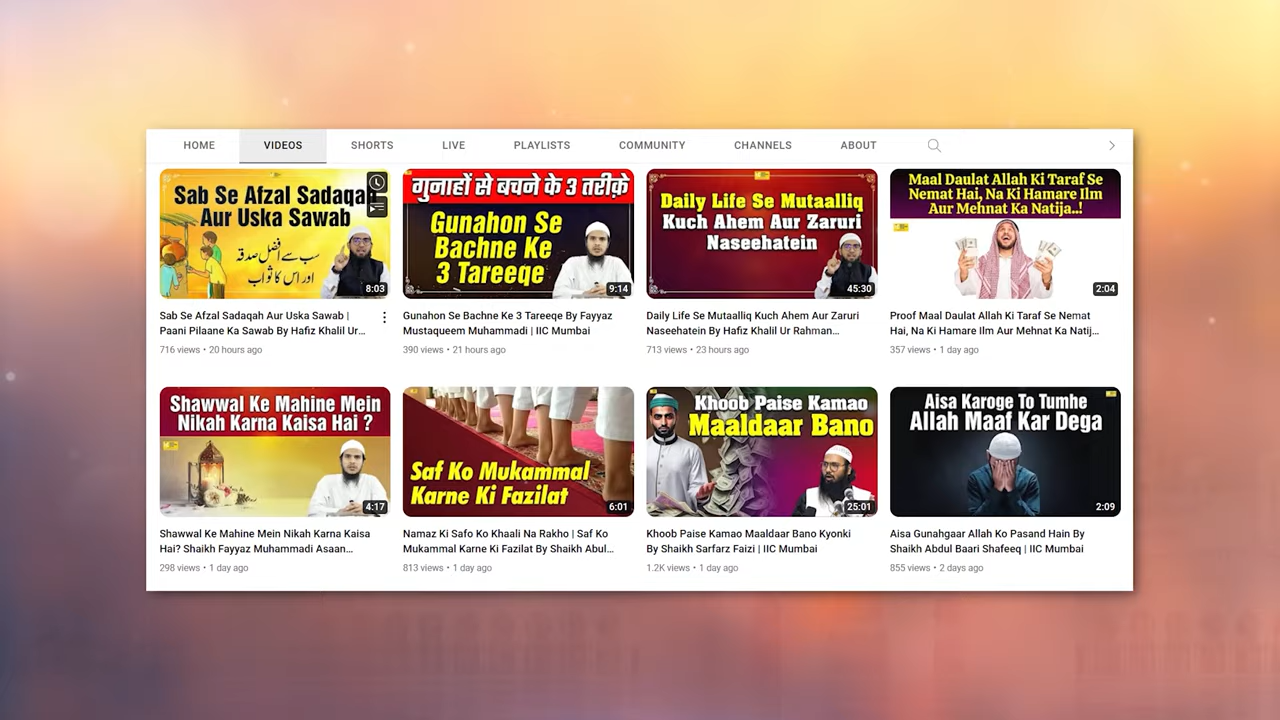 HOME VIDEOS SHORTS LIVE PLAYLISTS COMMUNITY CHANNELS ABOUT
Sab Se Afzal Sadaqah
Aur Uska Sawab
سب سے افضل صدقہ
اور اس کا ثواب
8:03
Sab Se Afzal Sadaqah Aur Uska Sawab |
Paani Pilaane Ka Sawab By Hafiz Khalil Ur...
716 views • 20 hours ago
गुनाहों से बचने के 3 तरीक़े
Gunahon Se
Bachne Ke
3 Tareeqe
9:14
Gunahon Se Bachne Ke 3 Tareeqe By Fayyaz
Mustaqueem Muhammadi | IIC Mumbai
390 views • 21 hours ago
Daily Life Se Mutaalliq
Kuch Ahem Aur Zaruri
Naseehatein
45:30
Daily Life Se Mutaalliq Kuch Ahem Aur Zaruri
Naseehatein By Hafiz Khalil Ur Rahman...
713 views • 23 hours ago
Maal Daulat Allah Ki Taraf Se
Nemat Hai, Na Ki Hamare Ilm
Aur Mehnat Ka Natija..!
2:04
Proof Maal Daulat Allah Ki Taraf Se Nemat
Hai, Na Ki Hamare Ilm Aur Mehnat Ka Natij...
357 views • 1 day ago
Shawwal Ke Mahine Mein
Nikah Karna Kaisa Hai ?
4:17
Shawwal Ke Mahine Mein Nikah Karna Kaisa
Hai? Shaikh Fayyaz Muhammadi Asaan...
298 views • 1 day ago
Saf Ko Mukammal
Karne Ki Fazilat
6:01
Namaz Ki Safo Ko Khaali Na Rakho | Saf Ko
Mukammal Karne Ki Fazilat By Shaikh Abul...
813 views • 1 day ago
Khoob Paise Kamao
Maaldaar Bano
25:01
Khoob Paise Kamao Maaldaar Bano Kyonki
By Shaikh Sarfarz Faizi | IIC Mumbai
1.2K views • 1 day ago
Aisa Karoge To Tumhe
Allah Maaf Kar Dega
2:09
Aisa Gunahgaar Allah Ko Pasand Hain By
Shaikh Abdul Baari Shafeeq | IIC Mumbai
855 views • 2 days ago